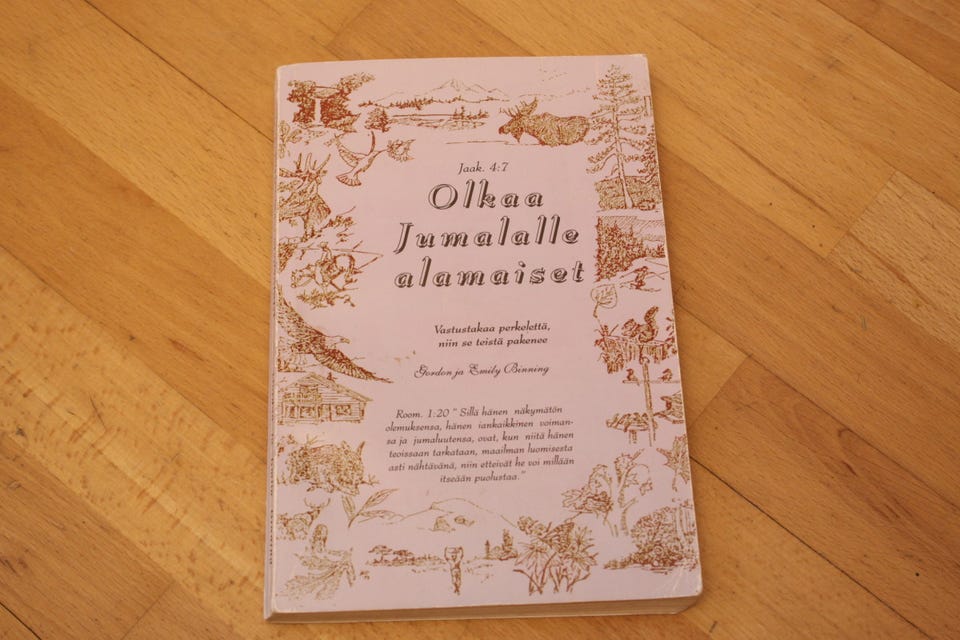 Jaak. 4:7
Olkaa
Jumalalle
alamaiset
Vastustakaa perkelettä,
niin se teistä pakenee
Gordon ja Emily Binning
Room. 1:20 " Sillä hänen näkymätön
olemuksensa, hänen iankaikkinen voiman-
sa ja jumaluutensa, ovat, kun niitä hänen
teoissaan tarkataan, maailman luomisesta
asti nähtävänä, niin etteivät he voi millään
itseään puolustaa."